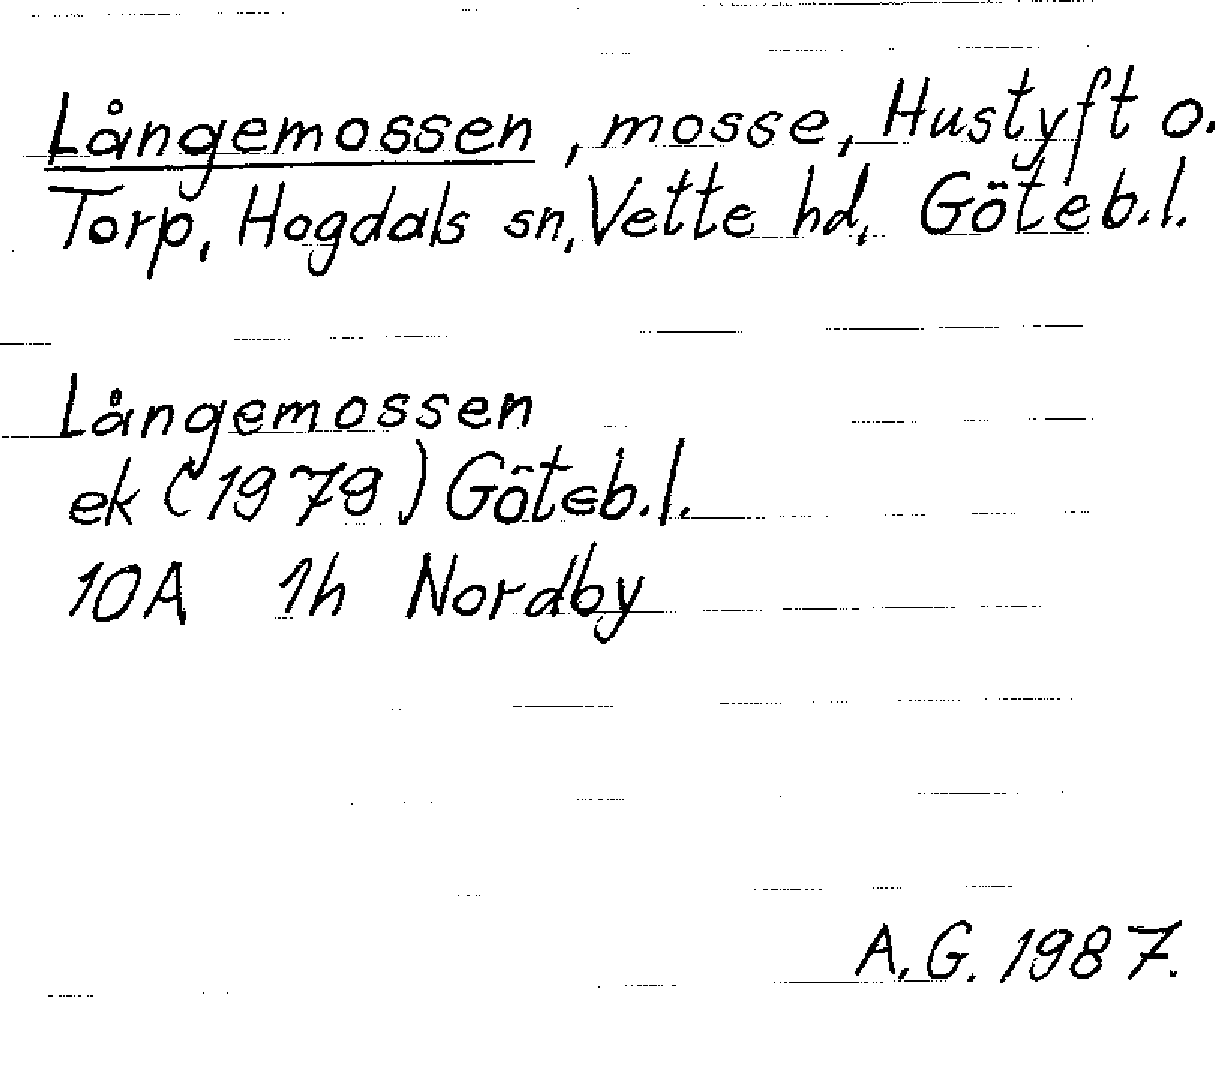 Långemossen, mosse, Hustyft o.
Torp, Hogdals sn, Vette hd, Göteb.l.
Långemossen
ek (1979) Göteb.l.
10A 1h Nordby
A.G. 1987.